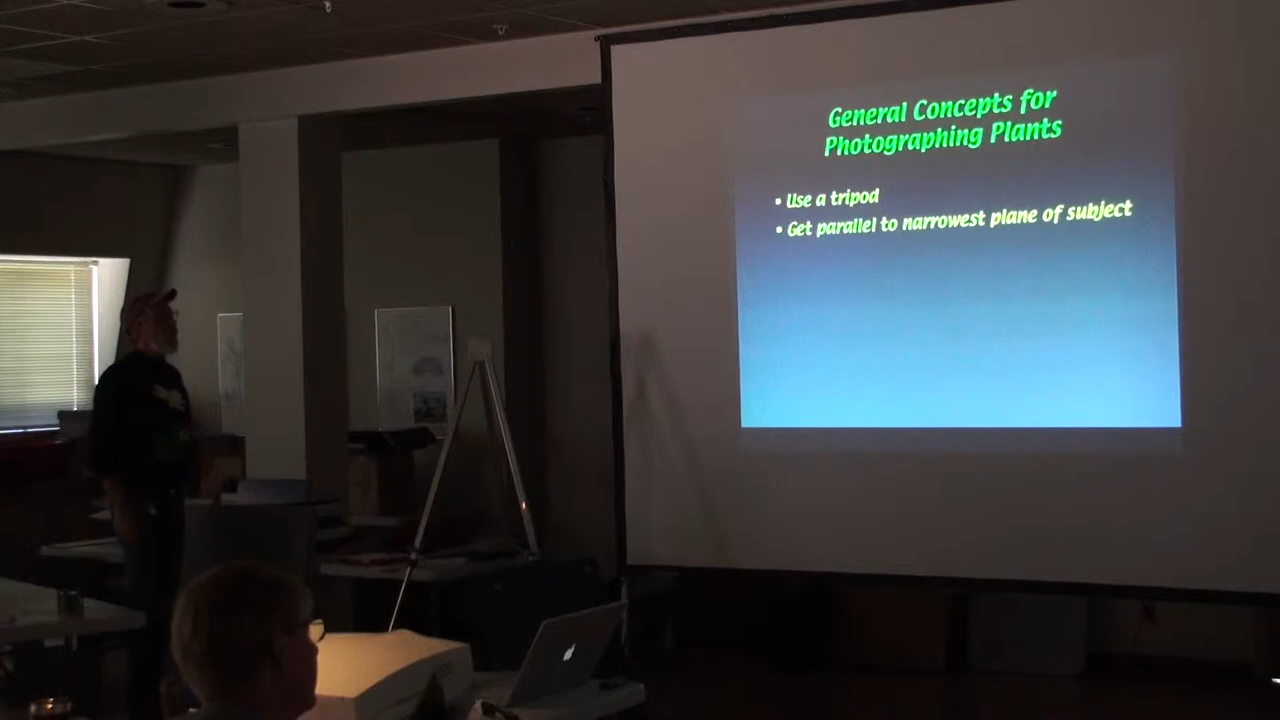 General Concepts for
Photographing Plants
• Use a tripod
• Get parallel to narrowest plane of subject